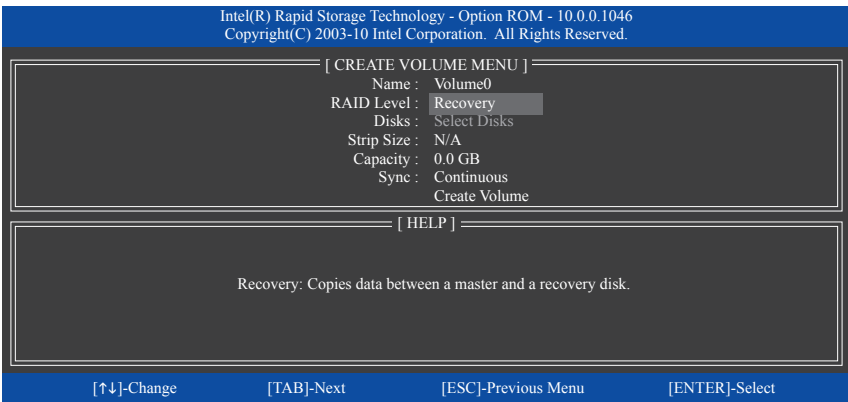 Intel(R) Rapid Storage Technology - Option ROM - 10.0.0.1046
Copyright(C) 2003-10 Intel Corporation. All Rights Reserved.
[ CREATE VOLUME MENU ]
Name : Volume0
RAID Level : Recovery
Disks : Select Disks
Strip Size : N/A
Capacity : 0.0 GB
Sync : Continuous
Create Volume
[ HELP ]
Recovery: Copies data between a master and a recovery disk.
[↑↓]-Change [TAB]-Next [ESC]-Previous Menu [ENTER]-Select